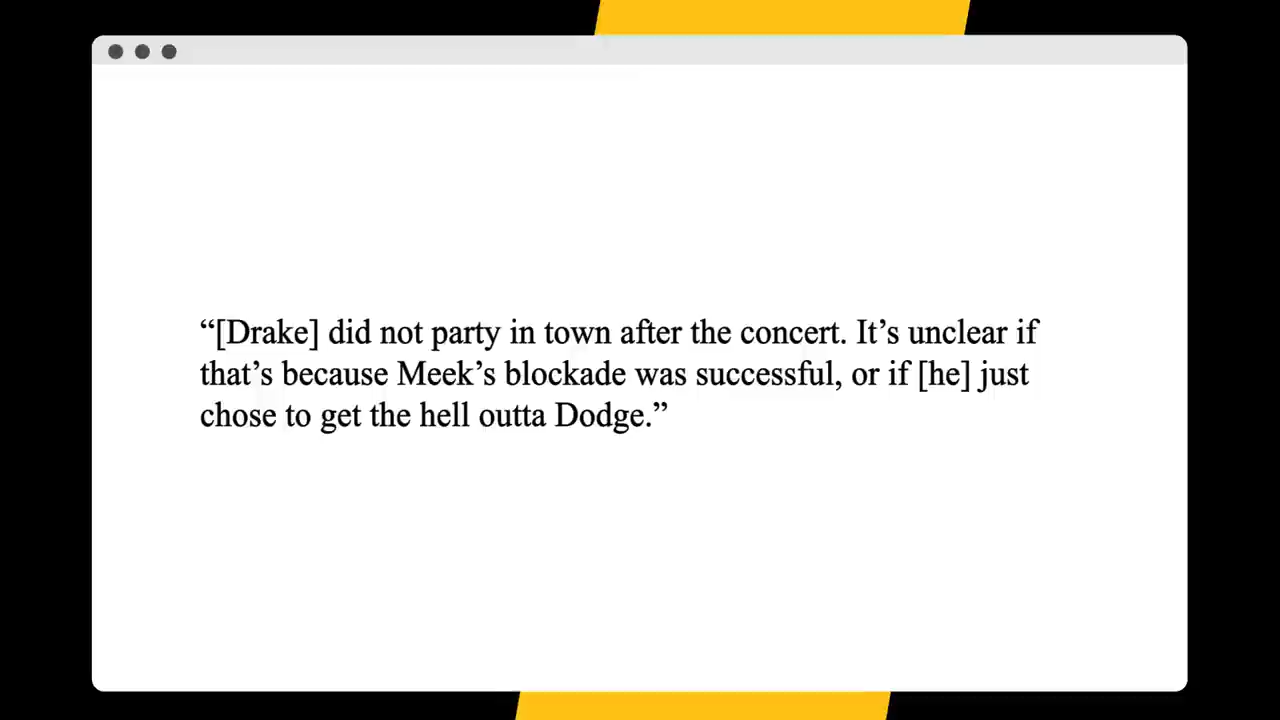 “[Drake] did not party in town after the concert. It’s unclear if
that’s because Meek’s blockade was successful, or if [he] just
chose to get the hell outta Dodge.”